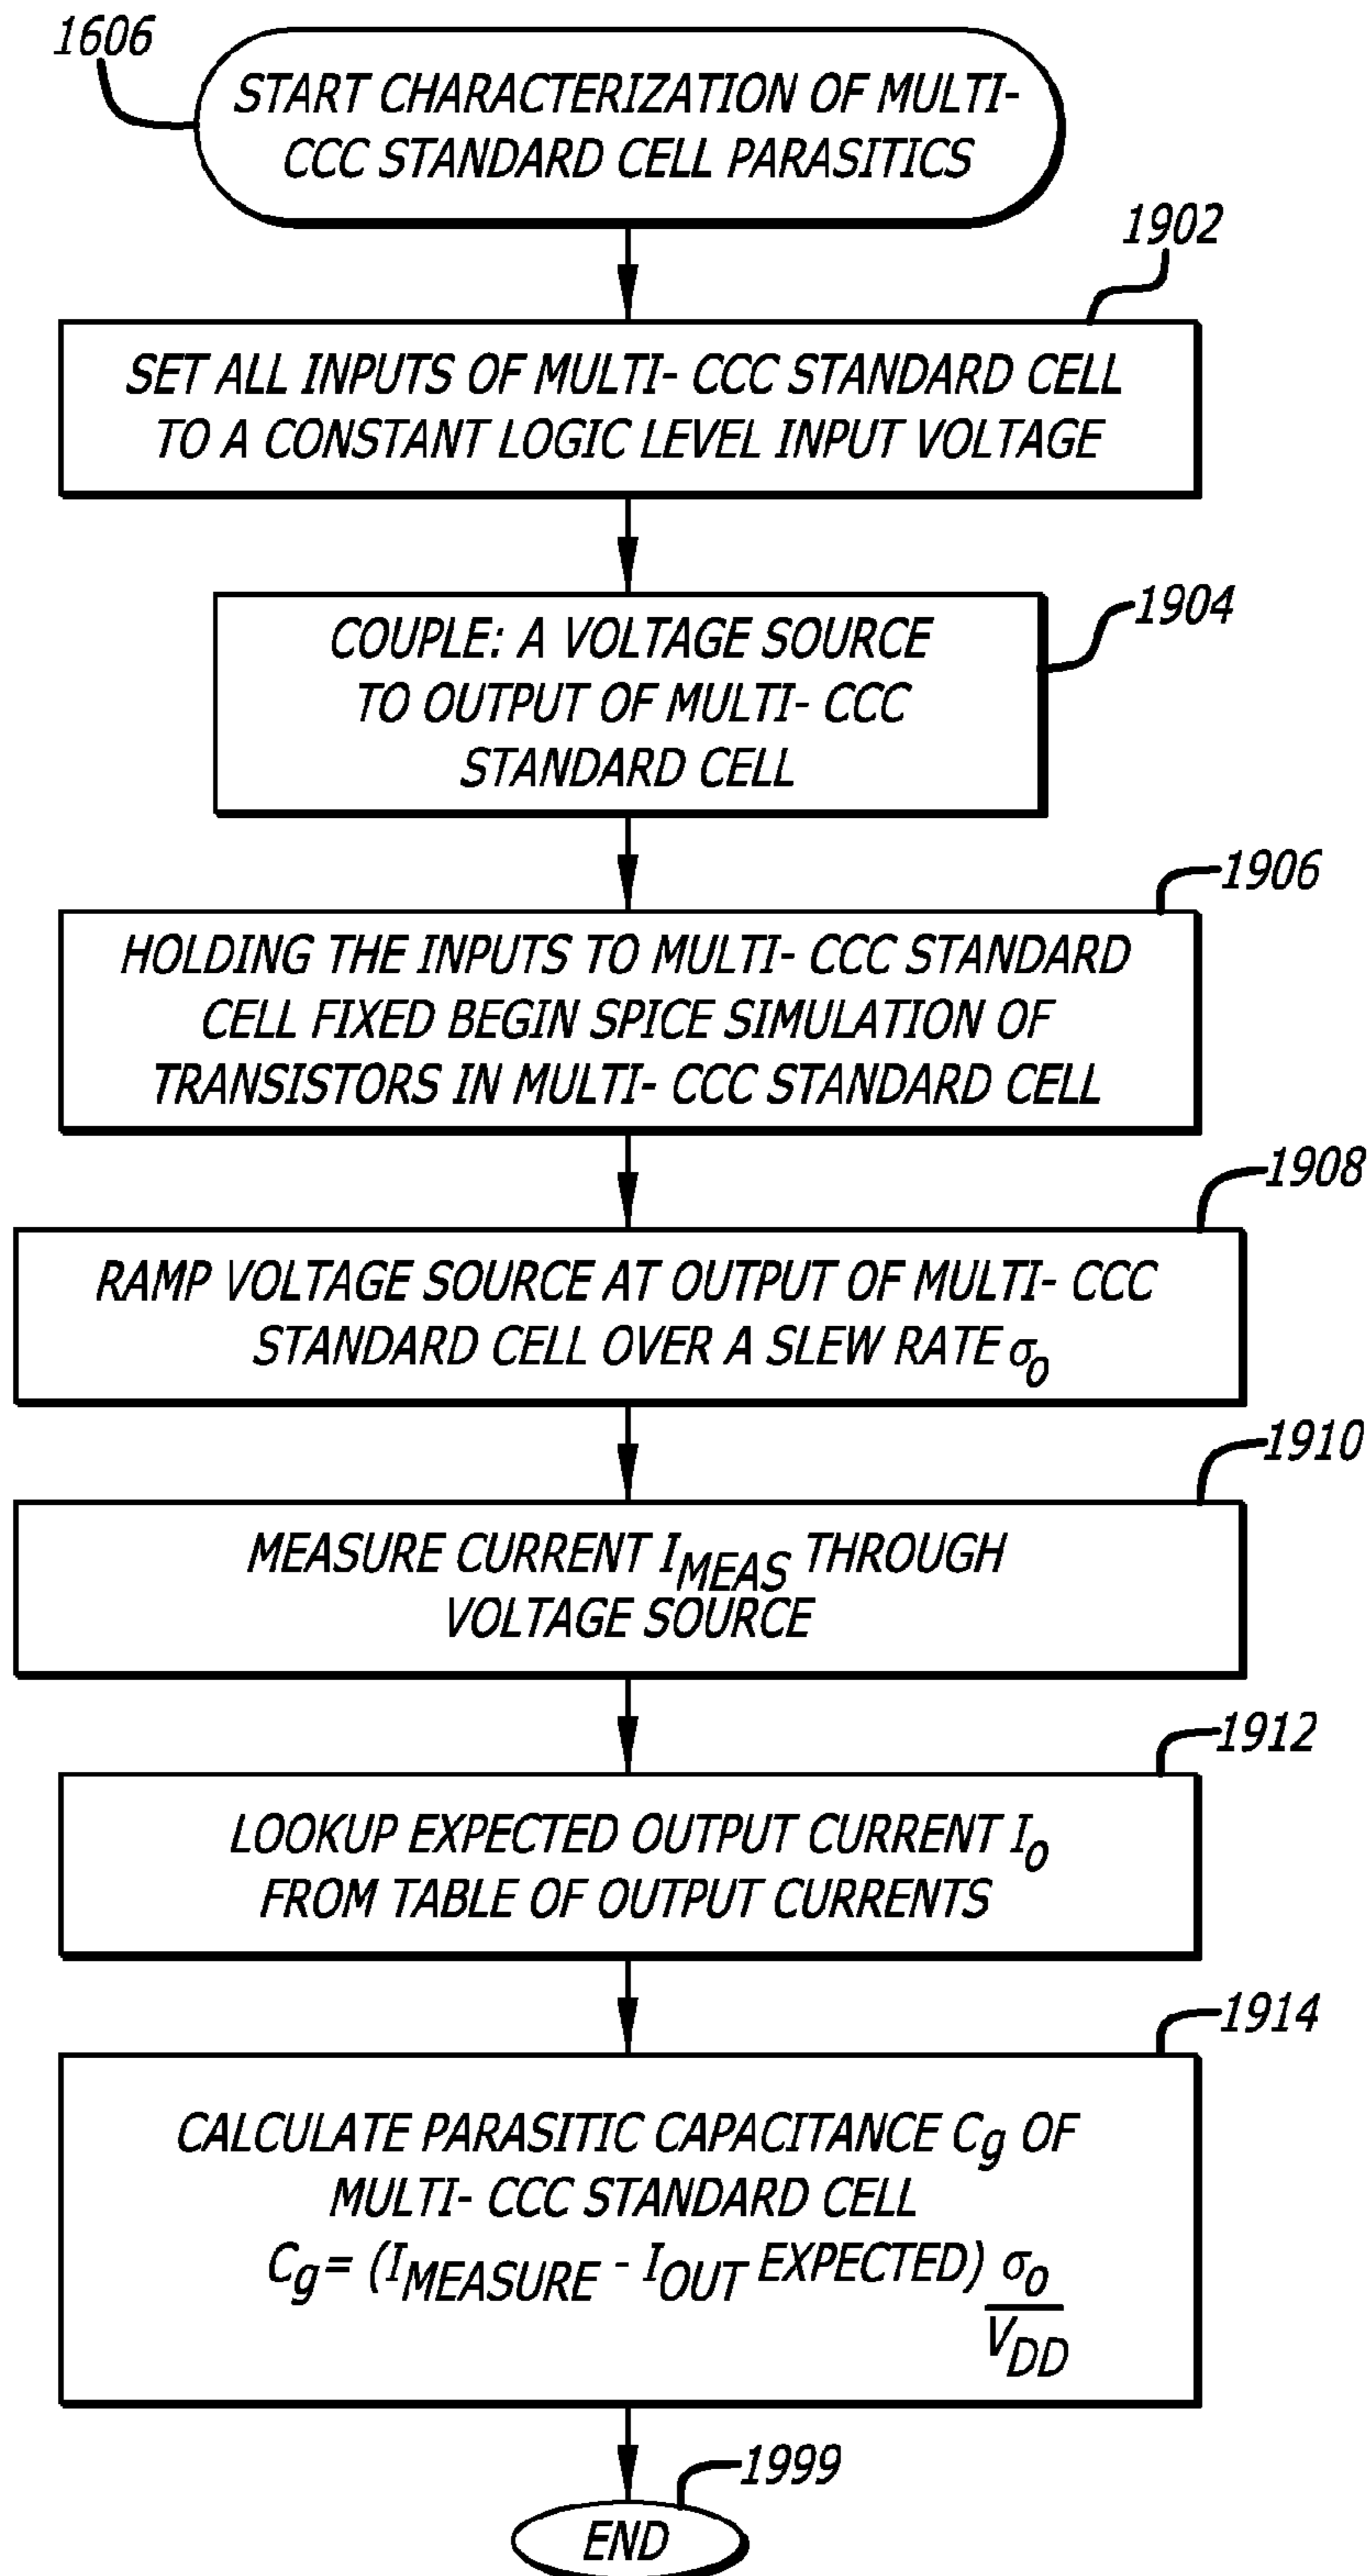 1606
START CHARACTERIZATION OF MULTI-
CCC STANDARD CELL PARASITICS
1902
SET ALL INPUTS OF MULTI- CCC STANDARD CELL
TO A CONSTANT LOGIC LEVEL INPUT VOLTAGE
1904
COUPLE: A VOLTAGE SOURCE
TO OUTPUT OF MULTI- CCC
STANDARD CELL
1906
HOLDING THE INPUTS TO MULTI- CCC STANDARD
CELL FIXED BEGIN SPICE SIMULATION OF
TRANSISTORS IN MULTI- CCC STANDARD CELL
1908
RAMP VOLTAGE SOURCE AT OUTPUT OF MULTI- CCC
STANDARD CELL OVER A SLEW RATE σo
1910
MEASURE CURRENT IMEAS THROUGH
VOLTAGE SOURCE
1912
LOOKUP EXPECTED OUTPUT CURRENT Io
FROM TABLE OF OUTPUT CURRENTS
1914
CALCULATE PARASITIC CAPACITANCE Cg OF
MULTI- CCC STANDARD CELL
Cg = (IMEASURE - IOUT EXPECTED) σo
VDD
1999
END